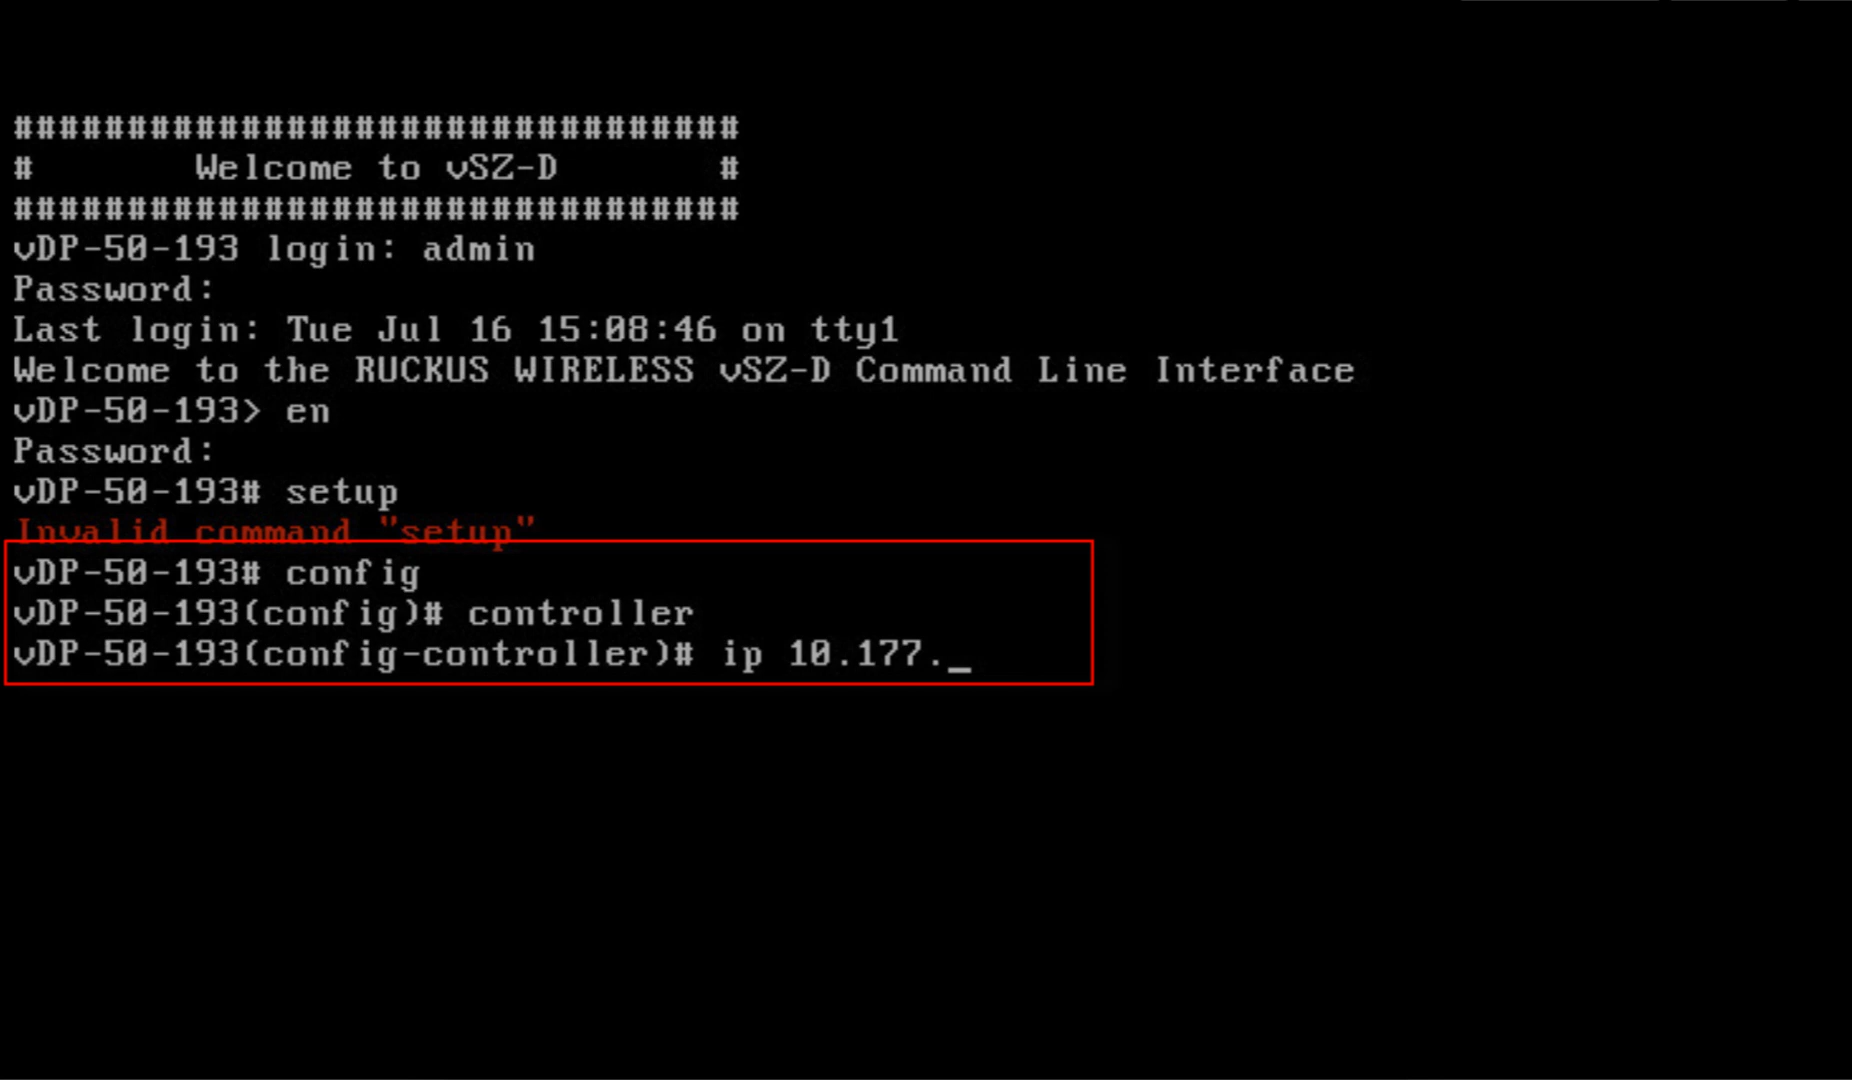 ################################
#       Welcome to vSZ-D       #
################################
vDP-50-193 login: admin
Password:
Last login: Tue Jul 16 15:08:46 on tty1
Welcome to the RUCKUS WIRELESS vSZ-D Command Line Interface
vDP-50-193> en
Password:
vDP-50-193# setup
Invalid command "setup"
vDP-50-193# config
vDP-50-193(config)# controller
vDP-50-193(config-controller)# ip 10.177._